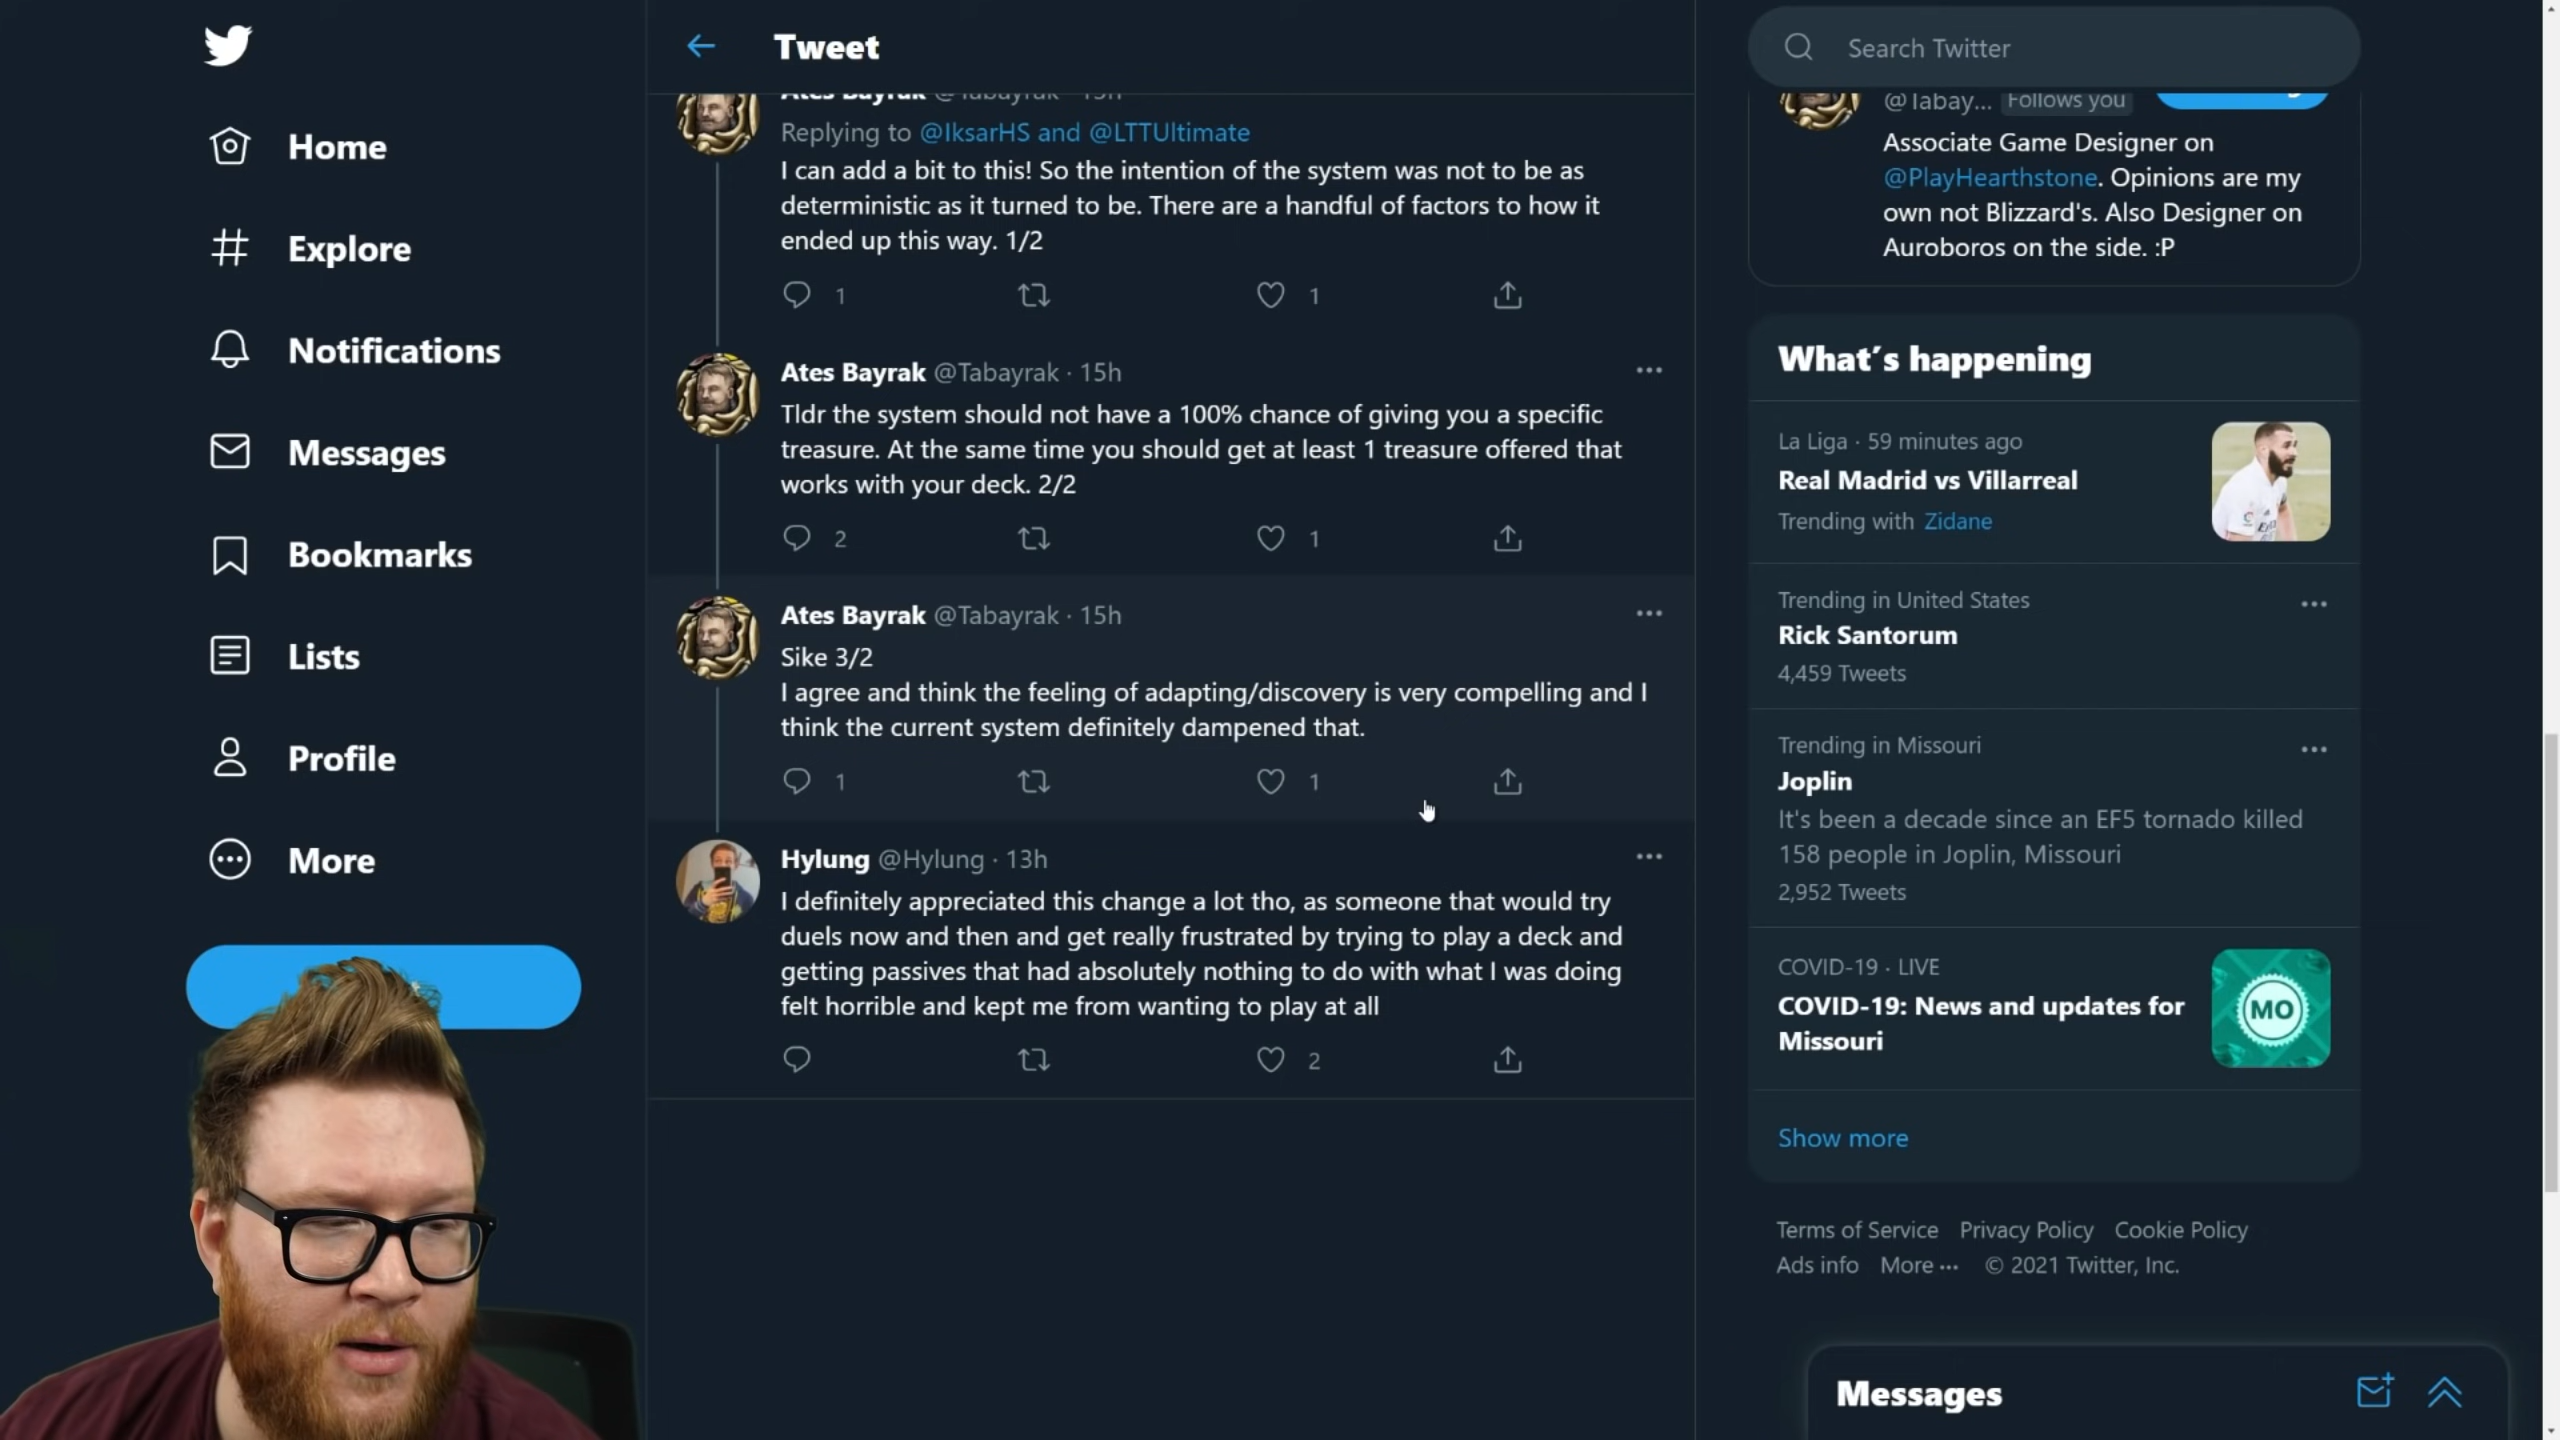 Home
Explore
Notifications
Messages
Bookmarks
Lists
Profile
More
Tweet
Ates Bayrak @Tabayrak · 15h
Replying to @IksarHS and @LTTUltimate
I can add a bit to this! So the intention of the system was not to be as
deterministic as it turned to be. There are a handful of factors to how it
ended up this way. 1/2
1
1
Ates Bayrak @Tabayrak · 15h
Tldr the system should not have a 100% chance of giving you a specific
treasure. At the same time you should get at least 1 treasure offered that
works with your deck. 2/2
2
1
Ates Bayrak @Tabayrak · 15h
Sike 3/2
I agree and think the feeling of adapting/discovery is very compelling and I
think the current system definitely dampened that.
1
1
Hylung @Hylung · 13h
I definitely appreciated this change a lot tho, as someone that would try
duels now and then and get really frustrated by trying to play a deck and
getting passives that had absolutely nothing to do with what I was doing
felt horrible and kept me from wanting to play at all
2
Search Twitter
@Tabay... Follows you
Associate Game Designer on
@PlayHearthstone. Opinions are my
own not Blizzard's. Also Designer on
Auroboros on the side. :P
What's happening
La Liga · 59 minutes ago
Real Madrid vs Villarreal
Trending with Zidane
Trending in United States
Rick Santorum
4,459 Tweets
Trending in Missouri
Joplin
It's been a decade since an EF5 tornado killed
158 people in Joplin, Missouri
2,952 Tweets
COVID-19 · LIVE
COVID-19: News and updates for
Missouri
MO
Show more
Terms of Service Privacy Policy Cookie Policy
Ads info More ··· © 2021 Twitter, Inc.
Messages